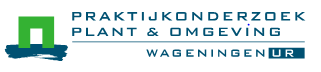 PRAKTIJKONDERZOEK
PLANT & OMGEVING
WAGENINGEN UR